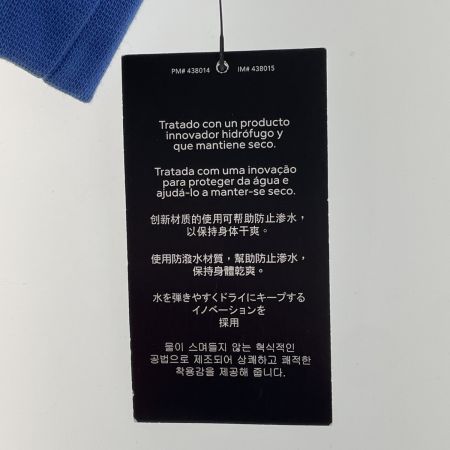 PM# 438014 IM# 438015
Tratado con un producto
innovador hidrófugo y
que mantiene seco.
Tratada com uma inovação
para proteger da água e
ajudá-lo a manter-se seco.
创新材质的使用可帮助防止渗水，
以保持身体干爽。
使用防潑水材質，幫助防止滲水，
保持身體乾爽。
水を弾きやすくドライにキープする
イノベーションを
採用
물이 스며들지 않는 혁식적인
공법으로 제조되어 상쾌하고 쾌적한
착용감을 제공해 줍니다.